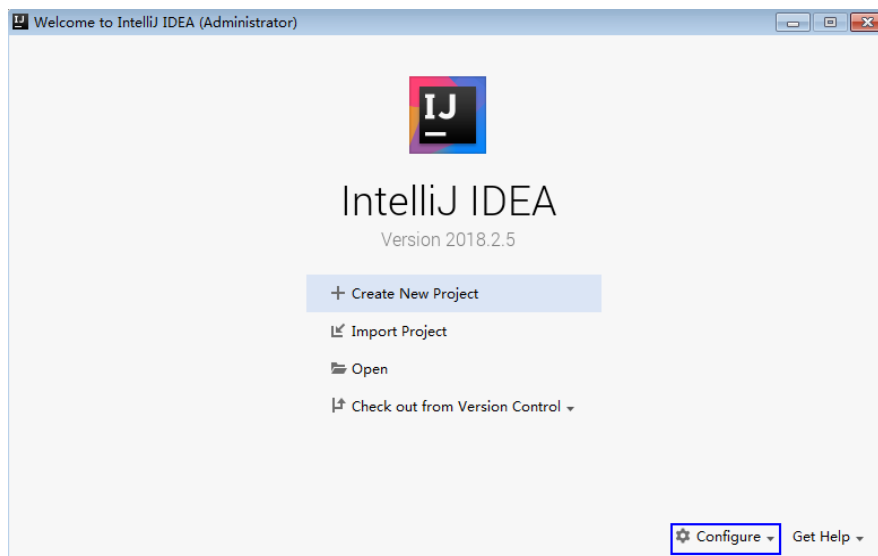 Welcome to IntelliJ IDEA (Administrator)
IJ
IntelliJ IDEA
Version 2018.2.5
Create New Project
Import Project
Open
Check out from Version Control
Configure
Get Help